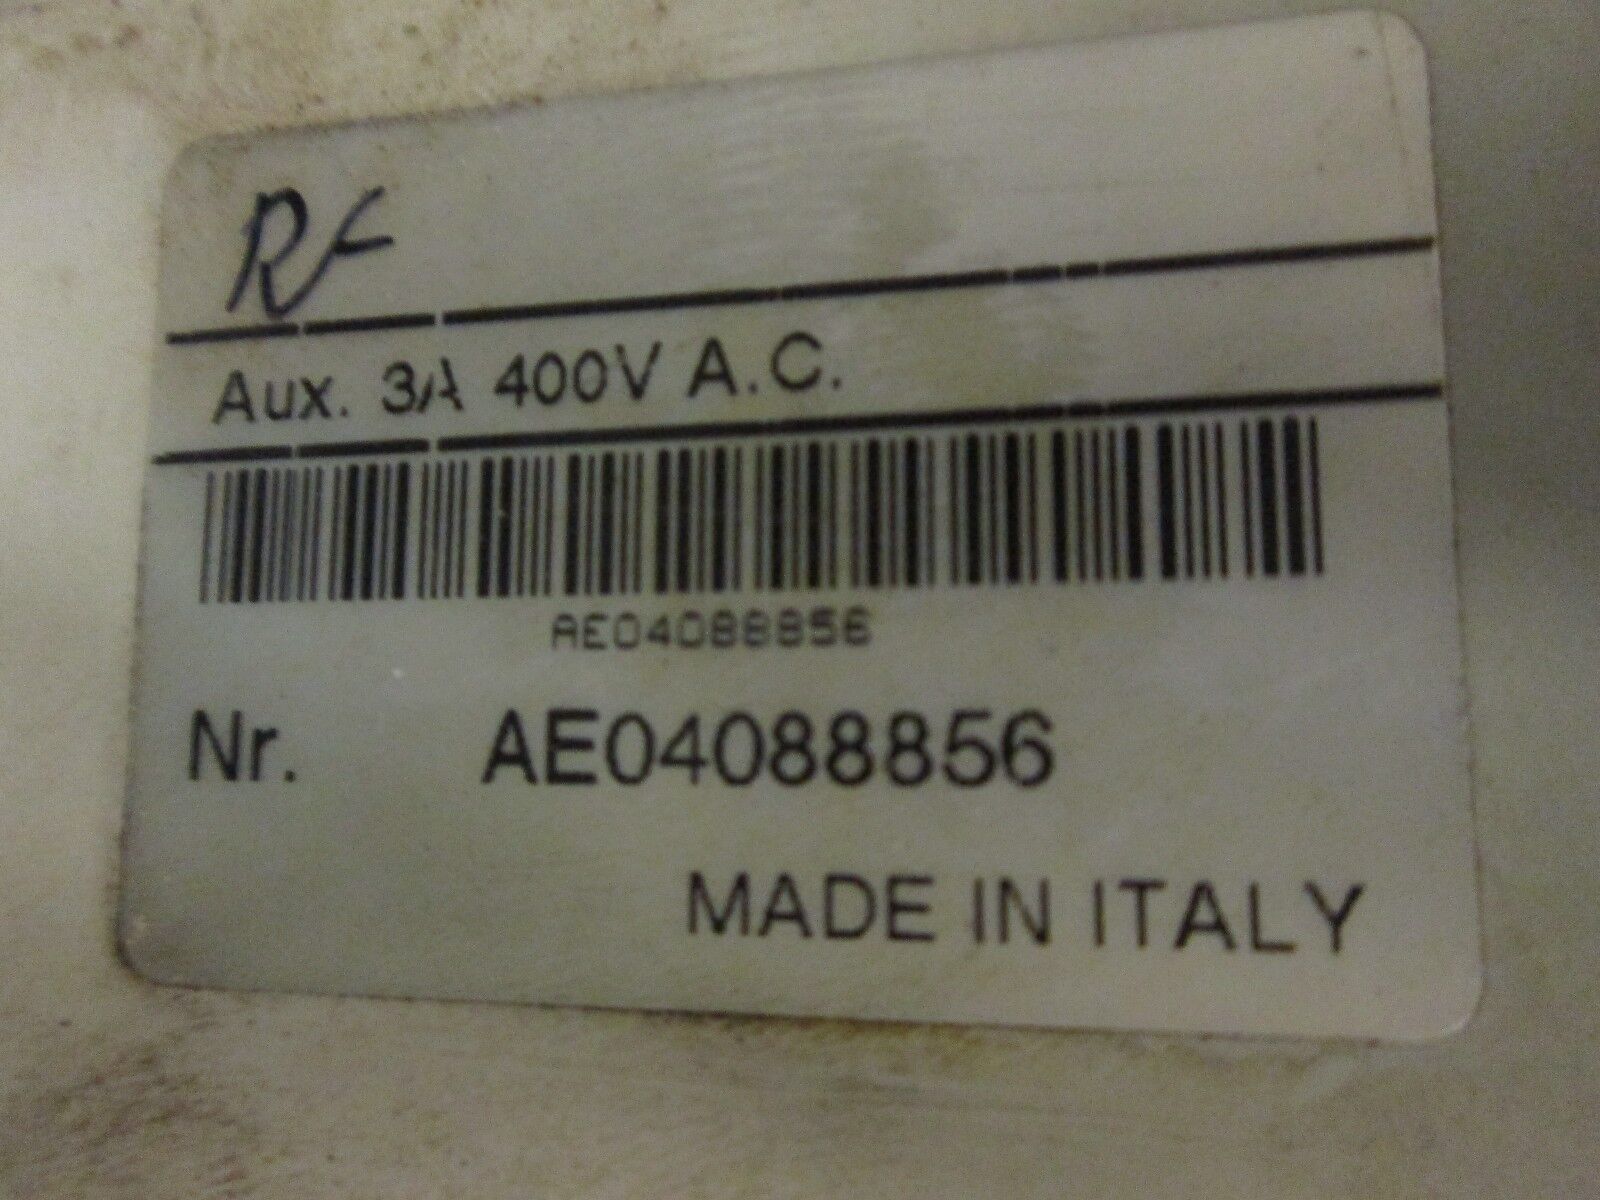 RF
Aux. 3A 400V A.C.
AE04088856
Nr. AE04088856
MADE IN ITALY